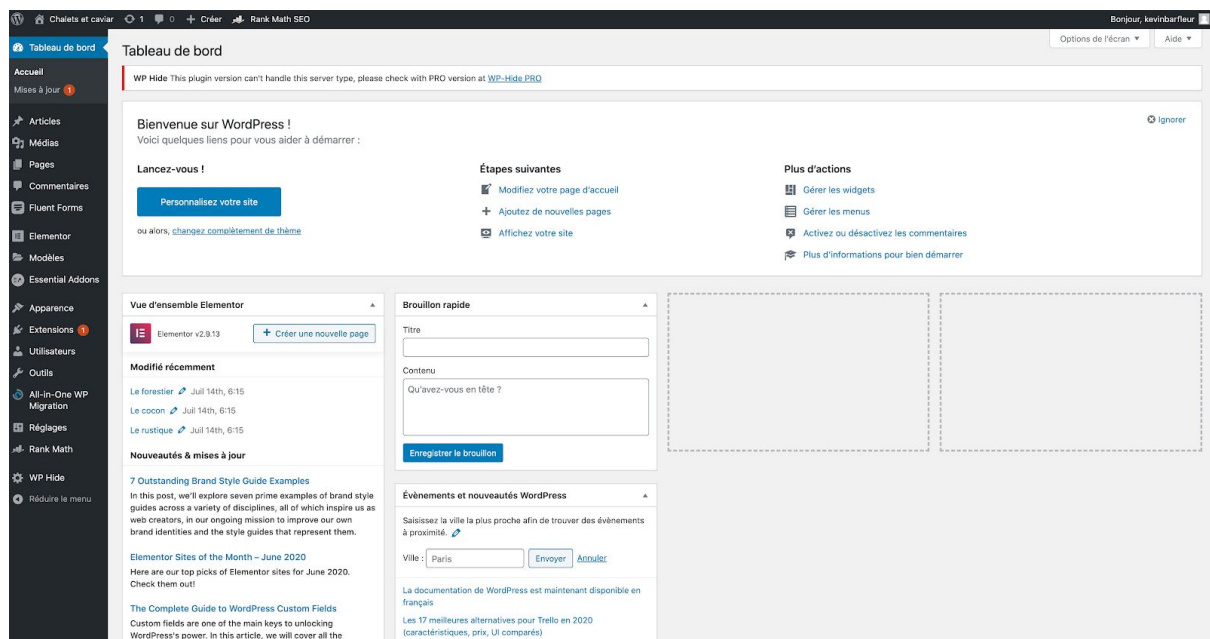 Chalets et caviar 1 0 + Créer Rank Math SEO
Bonjour, kevinbarfleur
Tableau de bord
Accueil
Mises à jour 1
Articles
Médias
Pages
Commentaires
Fluent Forms
Elementor
Modèles
Essential Addons
Apparence
Extensions 1
Utilisateurs
Outils
All-in-One WP
Migration
Réglages
Rank Math
WP Hide
Réduire le menu
Tableau de bord
Options de l'écran ▼
Aide ▼
WP Hide This plugin version can't handle this server type, please check with PRO version at WP-Hide PRO
Bienvenue sur WordPress !
Voici quelques liens pour vous aider à démarrer :
Ignorer
Lancez-vous !
Personnalisez votre site
ou alors, changez complètement de thème
Étapes suivantes
Modifiez votre page d'accueil
Ajoutez de nouvelles pages
Affichez votre site
Plus d'actions
Gérer les widgets
Gérer les menus
Activez ou désactivez les commentaires
Plus d'informations pour bien démarrer
Vue d'ensemble Elementor
Elementor v2.9.13
+ Créer une nouvelle page
Modifié récemment
Le forestier Juil 14th, 6:15
Le cocon Juil 14th, 6:15
Le rustique Juil 14th, 6:15
Nouveautés & mises à jour
7 Outstanding Brand Style Guide Examples
In this post, we'll explore seven prime examples of brand style
guides across a variety of disciplines, all of which inspire us as
web creators, in our ongoing mission to improve our own
brand identities and the style guides that represent them.
Elementor Sites of the Month – June 2020
Here are our top picks of Elementor sites for June 2020.
Check them out!
The Complete Guide to WordPress Custom Fields
Custom fields are one of the main keys to unlocking
WordPress's power. In this article, we will cover all the
Brouillon rapide
Titre
Contenu
Qu'avez-vous en tête ?
Enregistrer le brouillon
Évènements et nouveautés WordPress
Saisissez la ville la plus proche afin de trouver des évènements
à proximité.
Ville : Paris Envoyer Annuler
La documentation de WordPress est maintenant disponible en
français
Les 17 meilleures alternatives pour Trello en 2020
(caractéristiques, prix, UI comparés)